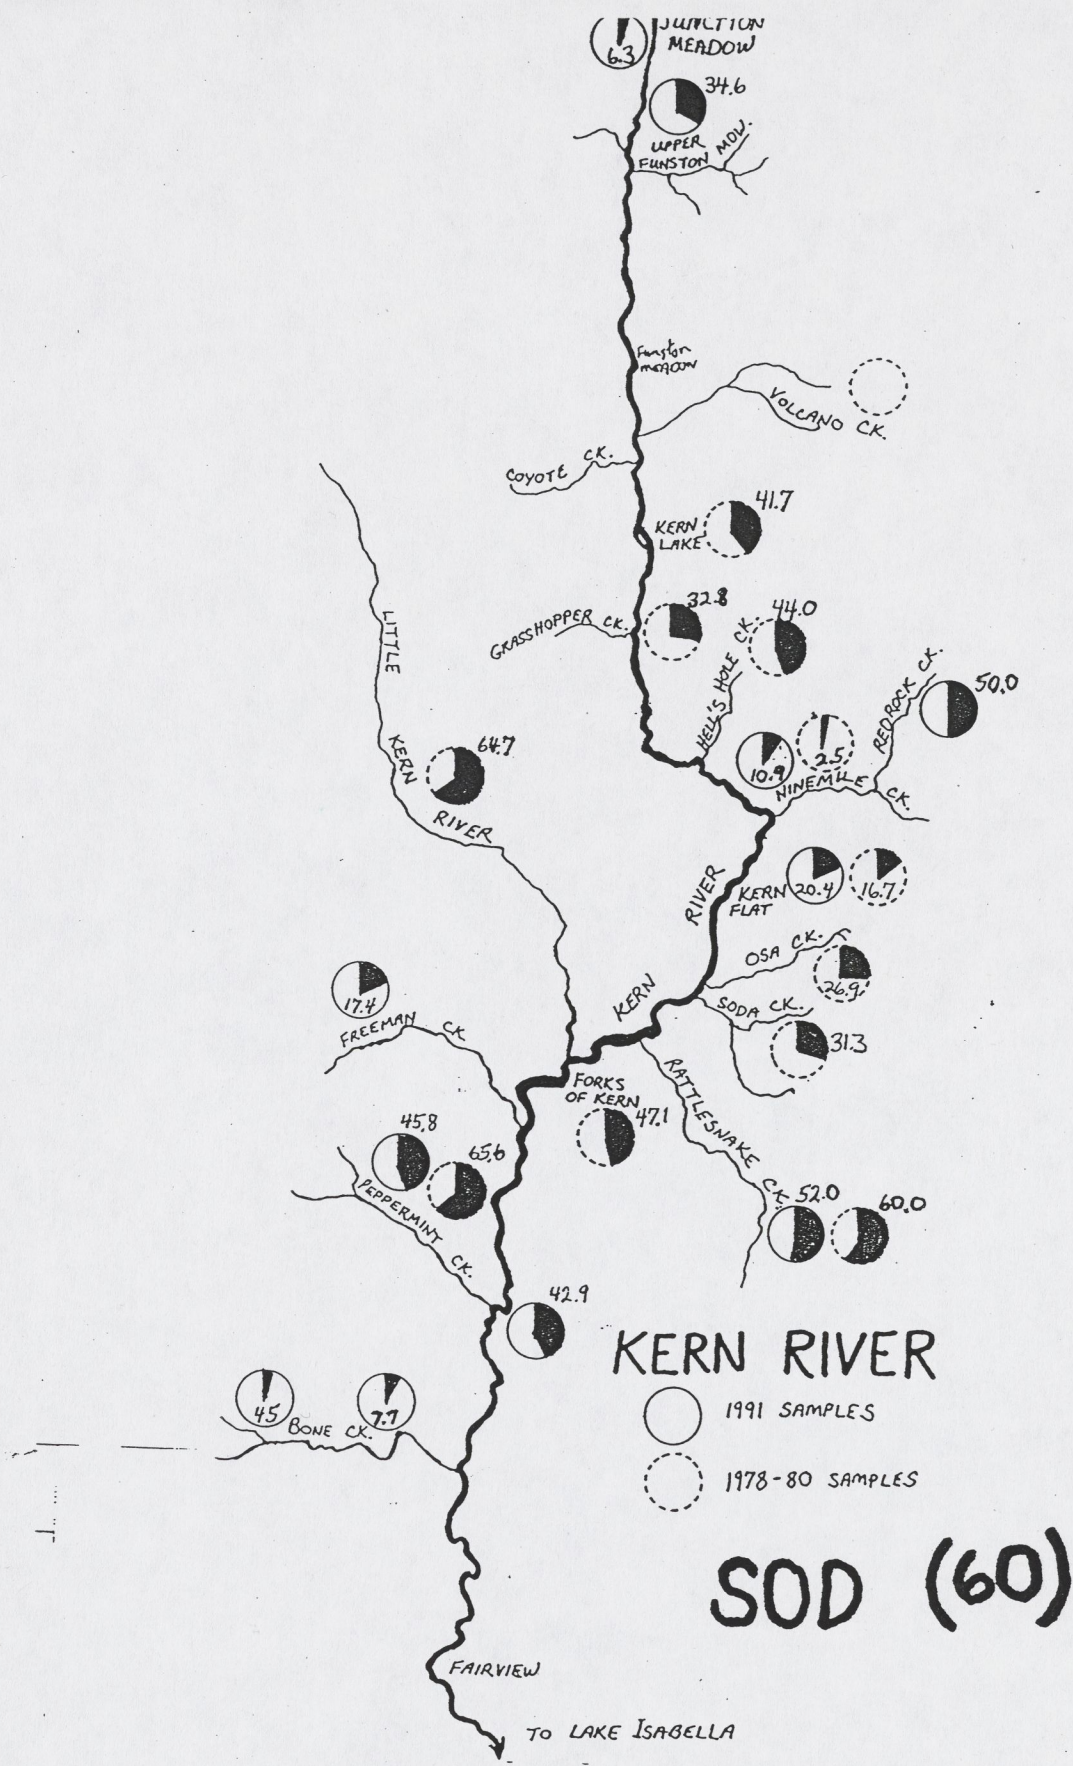 JUNCTION
MEADOW
6.3
34.6
UPPER
FUNSTON MDW.
Funston
MEADOW
VOLCANO CK.
COYOTE CK.
41.7
KERN
LAKE
32.8
GRASSHOPPER CK.
44.0
HELL'S HOLE CK.
REDROCK CK.
50.0
10.9
2.5
NINEMILE CK.
LITTLE
KERN
RIVER
64.7
KERN
FLAT
20.4
16.7
RIVER
KERN
OSA CK.
26.9
SODA CK.
31.3
17.4
FREEMAN CK
FORKS
OF KERN
47.1
RATTLESNAKE
CK.
52.0
60.0
45.8
65.6
PEPPERMINT CK.
42.9
KERN RIVER
1991 SAMPLES
1978-80 SAMPLES
4.5
7.7
BONE CK.
SOD (60)
FAIRVIEW
TO LAKE ISABELLA